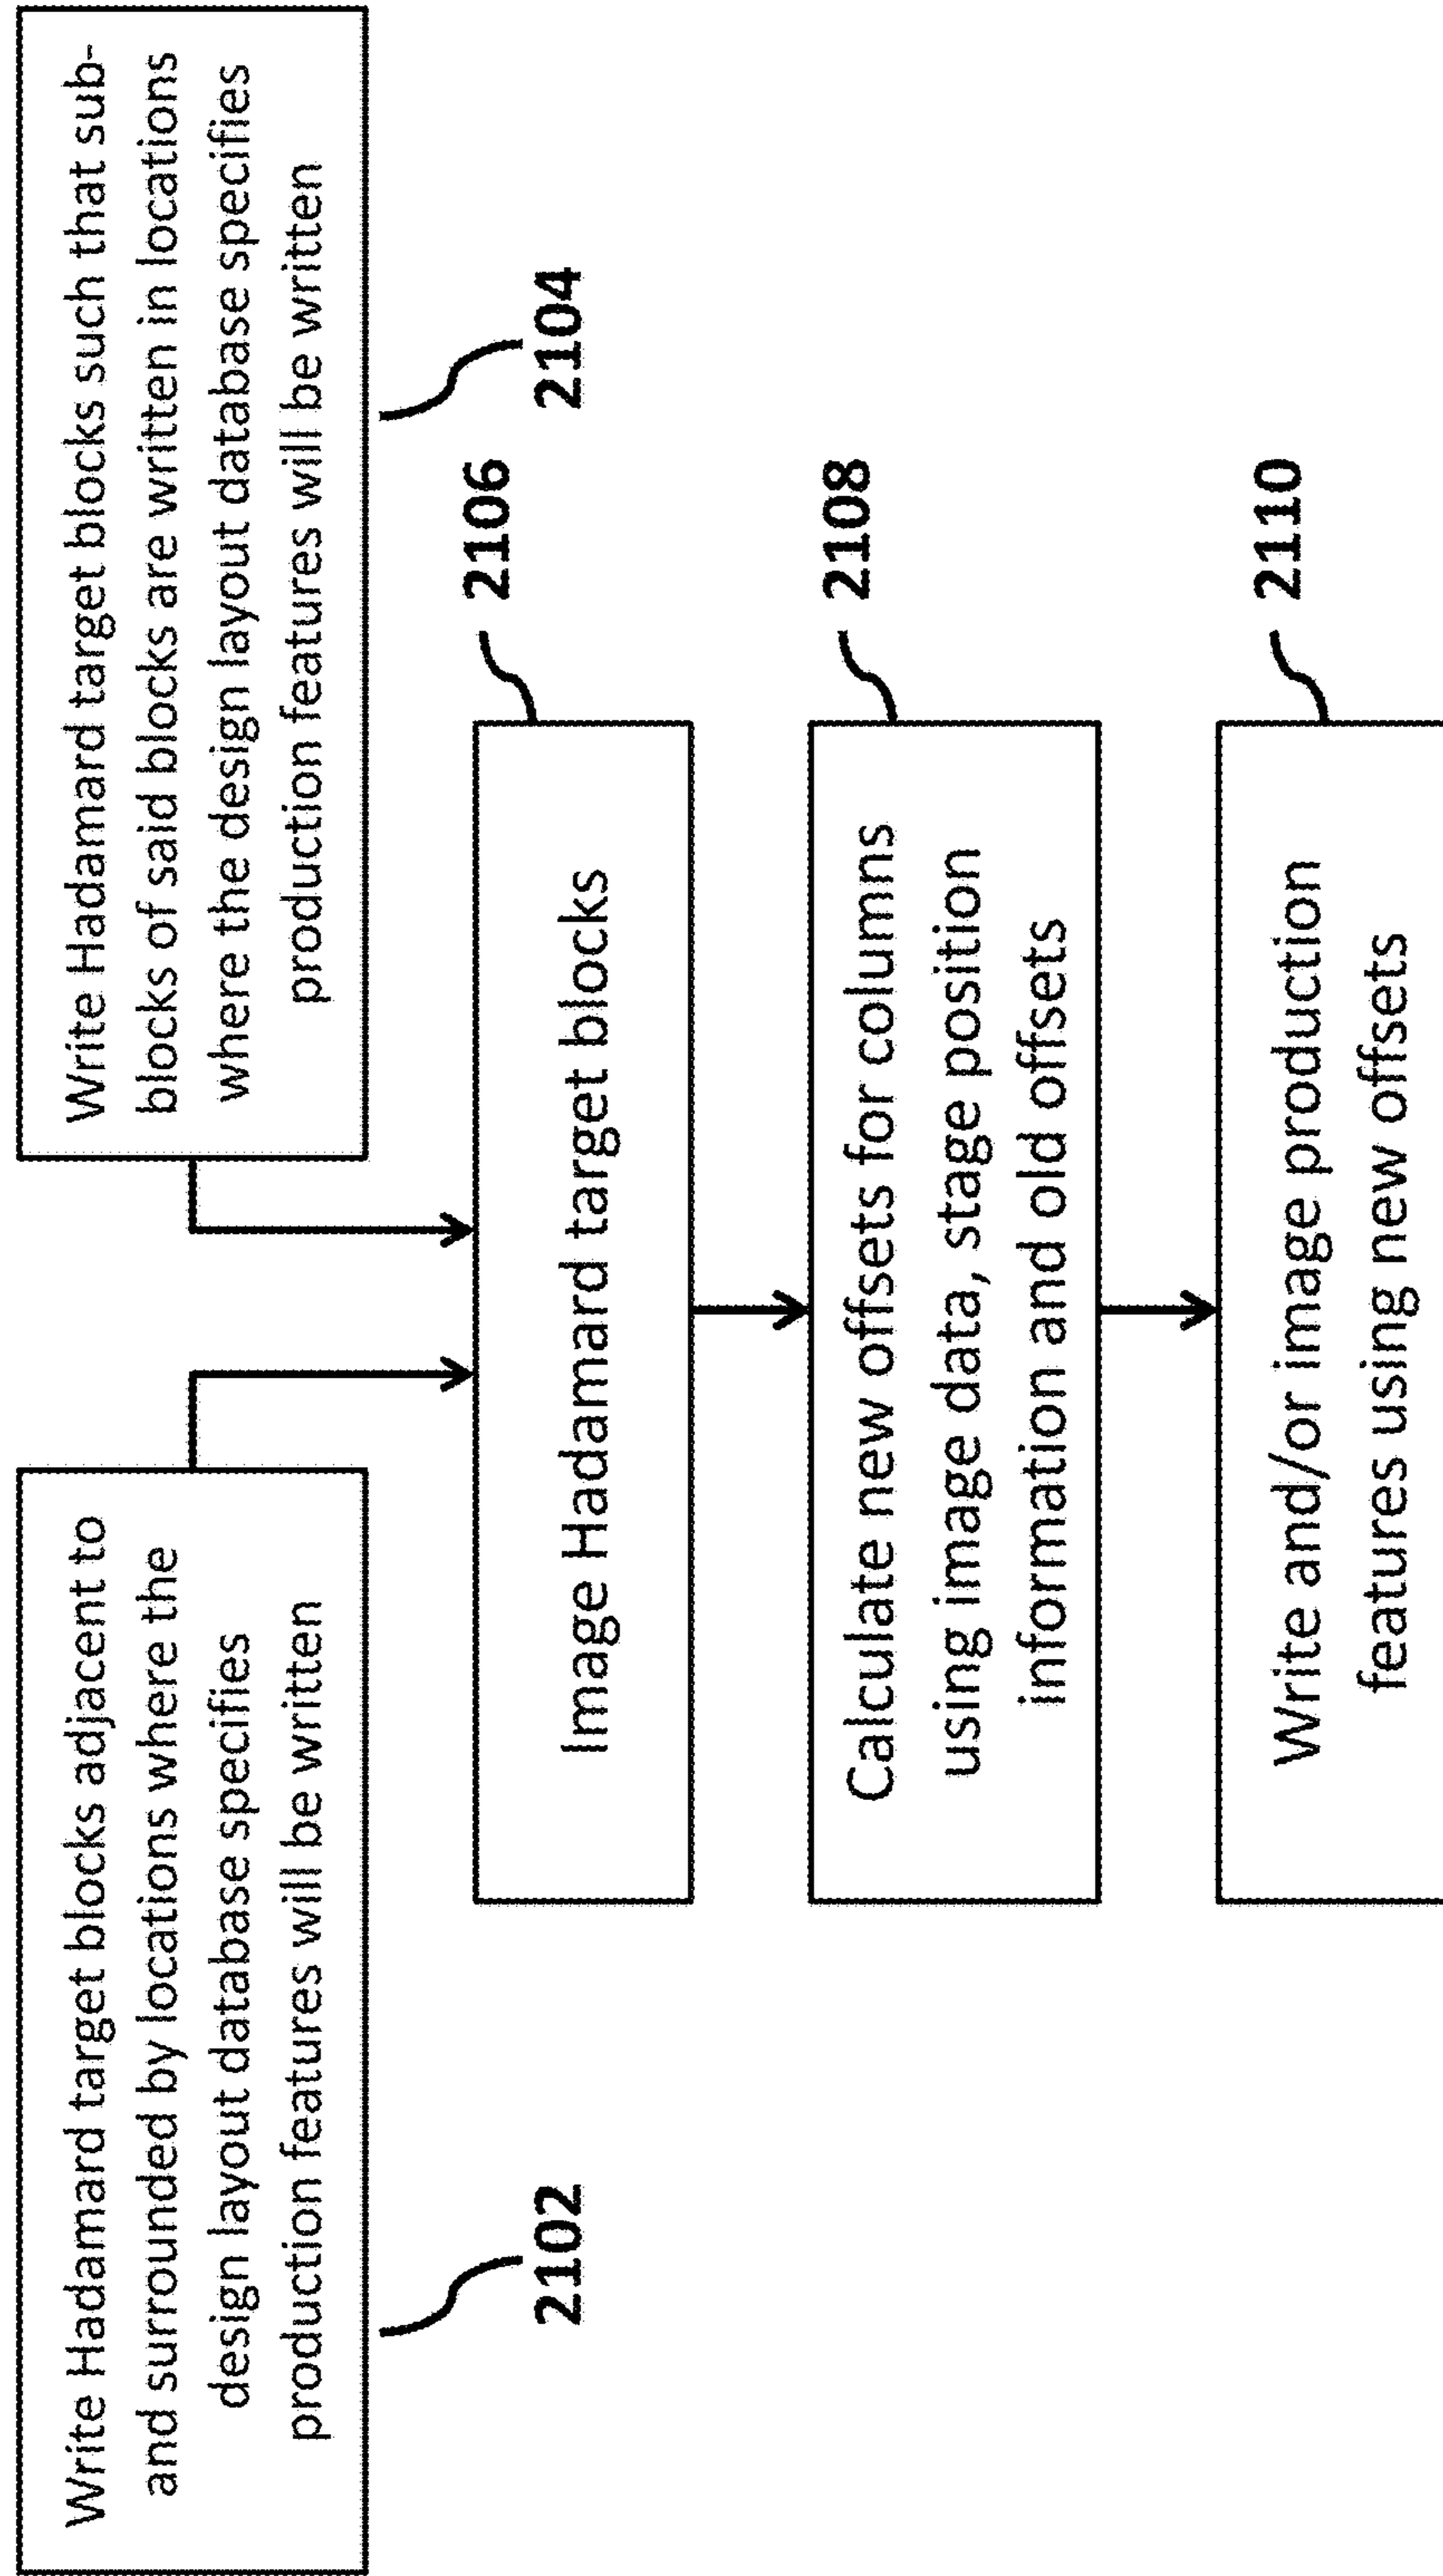 Write Hadamard target blocks adjacent to
and surrounded by locations where the
design layout database specifies
production features will be written
2102
Write Hadamard target blocks such that sub-
blocks of said blocks are written in locations
where the design layout database specifies
production features will be written
2104
Image Hadamard target blocks
2106
Calculate new offsets for columns
using image data, stage position
information and old offsets
2108
Write and/or image production
features using new offsets
2110